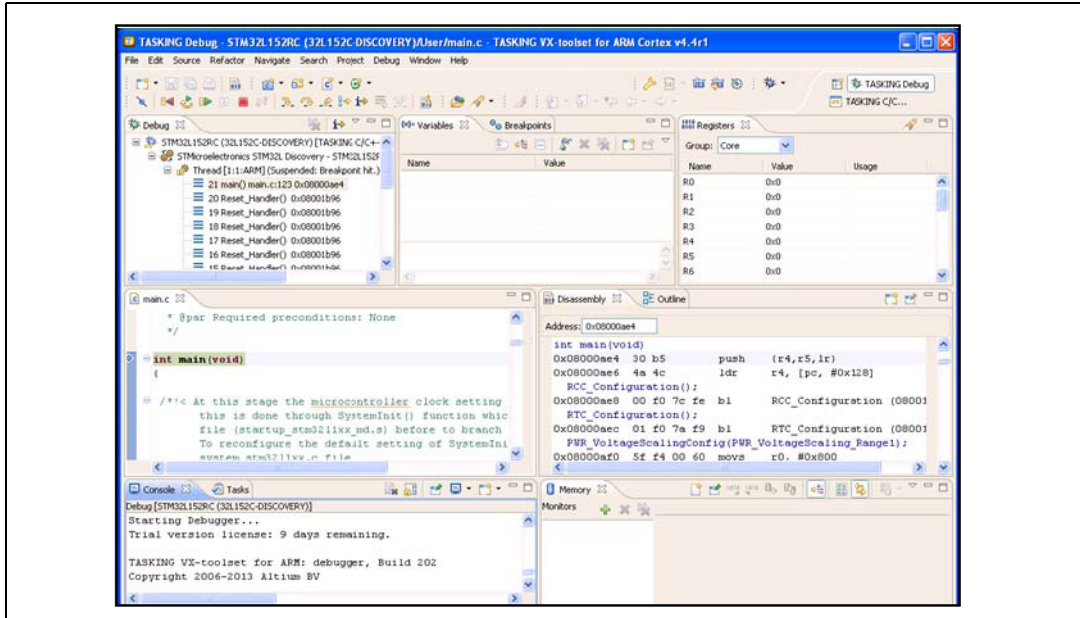 TASKING Debug - STM32L152RC (32L152C-DISCOVERY)/User/main.c - TASKING VX-toolset for ARM Cortex v4.4r1
File Edit Source Refactor Navigate Search Project Debug Window Help
TASKING Debug
TASKING C/C...
Debug
STM32L152RC (32L152C-DISCOVERY) [TASKING C/C+
STMicroelectronics STM32L Discovery - STM32L152R
Thread [1:1:ARM] (Suspended: Breakpoint hit.)
21 main() main.c:123 0x08000ae4
20 Reset_Handler() 0x08001b96
19 Reset_Handler() 0x08001b96
18 Reset_Handler() 0x08001b96
17 Reset_Handler() 0x08001b96
16 Reset_Handler() 0x08001b96
15 Reset_Handler() 0x08001b96
Variables
Breakpoints
Name Value
Registers
Group: Core
Name Value Usage
R0 0x0
R1 0x0
R2 0x0
R3 0x0
R4 0x0
R5 0x0
R6 0x0
main.c
* @par Required preconditions: None
*/
int main(void)
{
/*!< At this stage the microcontroller clock setting
this is done through SystemInit() function whic
file (startup_stm32l1xx_md.s) before to branch
To reconfigure the default setting of SystemIni
system_stm32l1xx.c file
Disassembly
Outline
Address: 0x08000ae4
int main(void)
0x08000ae4 30 b5 push {r4,r5,lr}
0x08000ae6 4a 4c ldr r4, [pc, #0x128]
RCC_Configuration();
0x08000ae8 00 f0 7c fe bl RCC_Configuration (08001
RTC_Configuration();
0x08000aec 01 f0 7a f9 bl RTC_Configuration (08001
PWR_VoltageScalingConfig(PWR_VoltageScaling_Range1);
0x08000af0 5f f4 00 60 movs r0, #0x800
Console
Tasks
Debug [STM32L152RC (32L152C-DISCOVERY)]
Starting Debugger...
Trial version license: 9 days remaining.
TASKING VX-toolset for ARM: debugger, Build 202
Copyright 2006-2013 Altium BV
Memory
Monitors